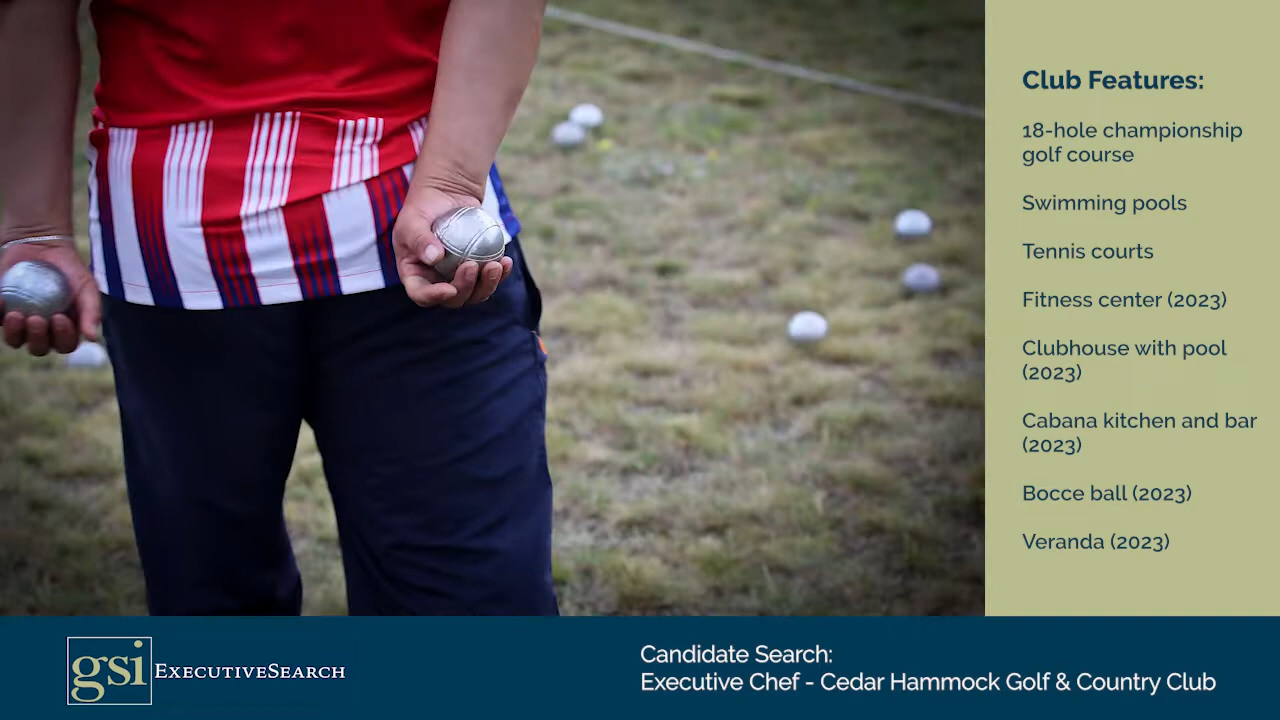 Club Features:
18-hole championship
golf course
Swimming pools
Tennis courts
Fitness center (2023)
Clubhouse with pool
(2023)
Cabana kitchen and bar
(2023)
Bocce ball (2023)
Veranda (2023)
gsi EXECUTIVESEARCH
Candidate Search:
Executive Chef - Cedar Hammock Golf & Country Club